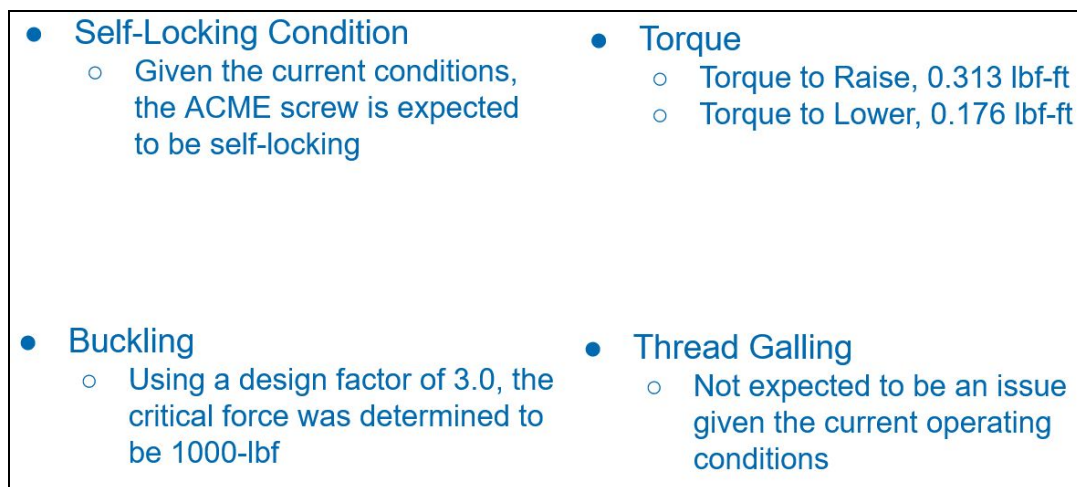 ● Self-Locking Condition
○ Given the current conditions,
the ACME screw is expected
to be self-locking
● Torque
○ Torque to Raise, 0.313 lbf-ft
○ Torque to Lower, 0.176 lbf-ft
● Buckling
○ Using a design factor of 3.0, the
critical force was determined to
be 1000-lbf
● Thread Galling
○ Not expected to be an issue
given the current operating
conditions